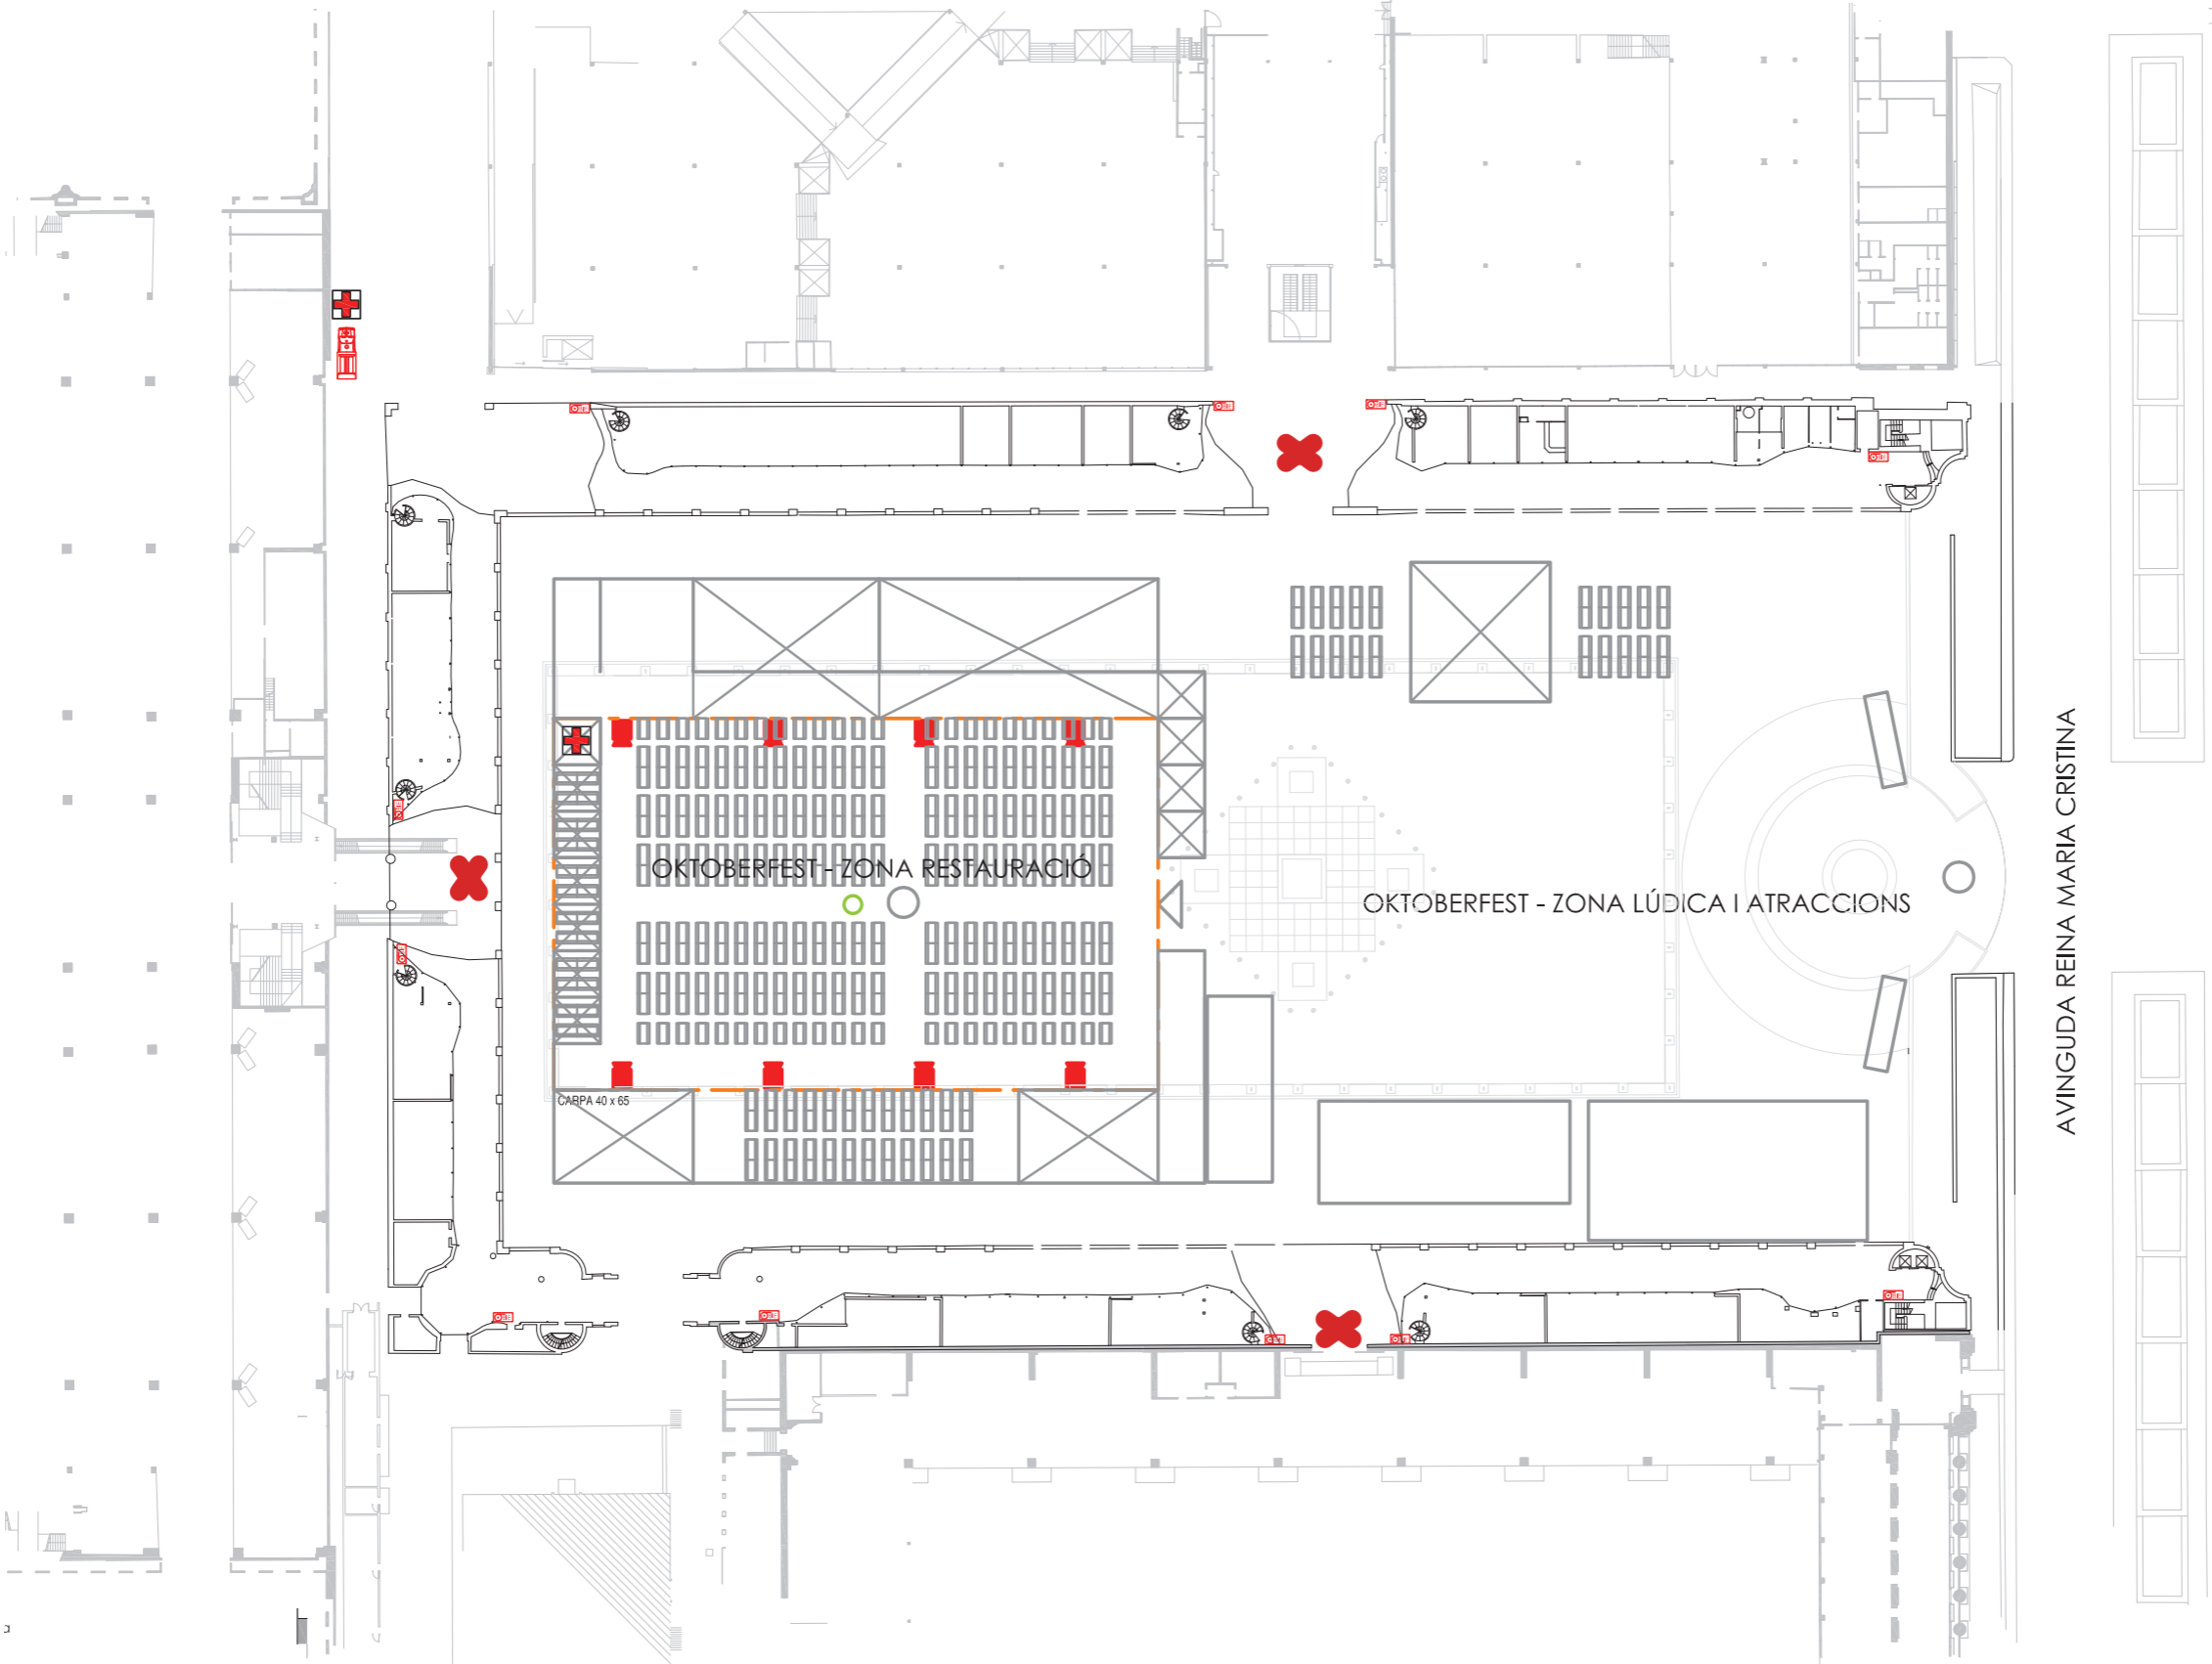 OKTOBERFEST - ZONA RESTAURACIÓ
OKTOBERFEST - ZONA LÚDICA I ATRACCIONS
AVINGUDA REINA MARIA CRISTINA
CARPA 40 x 65